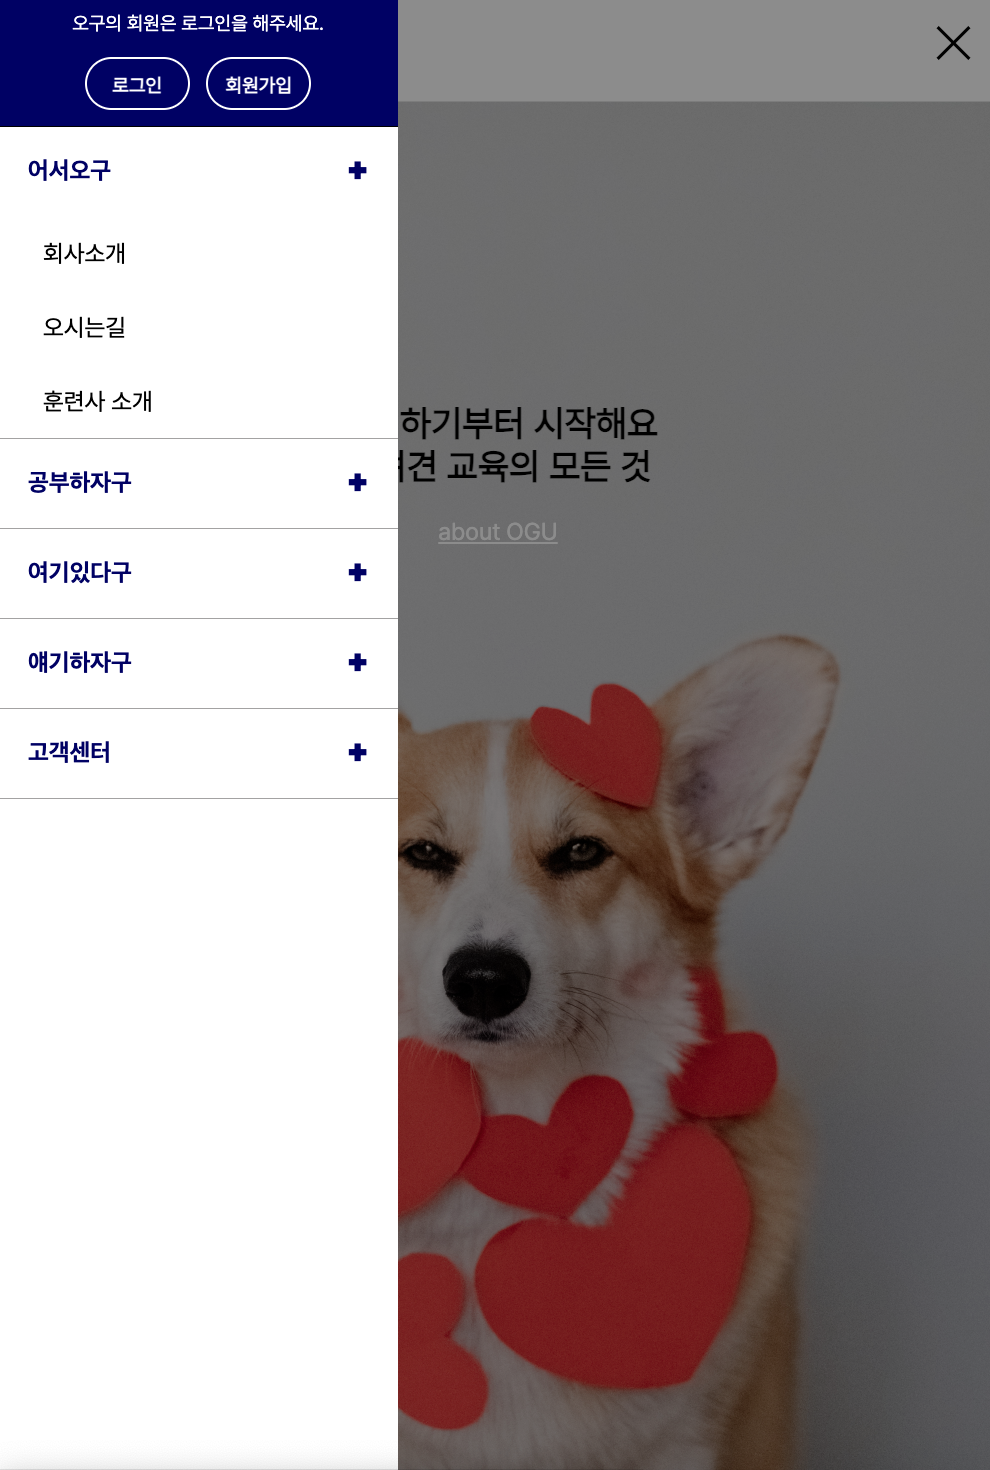 오구의 회원은 로그인을 해주세요.
로그인 회원가입
어서오구
회사소개
오시는길
훈련사 소개
공부하자구
여기있다구
얘기하자구
고객센터
하기부터 시작해요
견 교육의 모든 것
about OGU